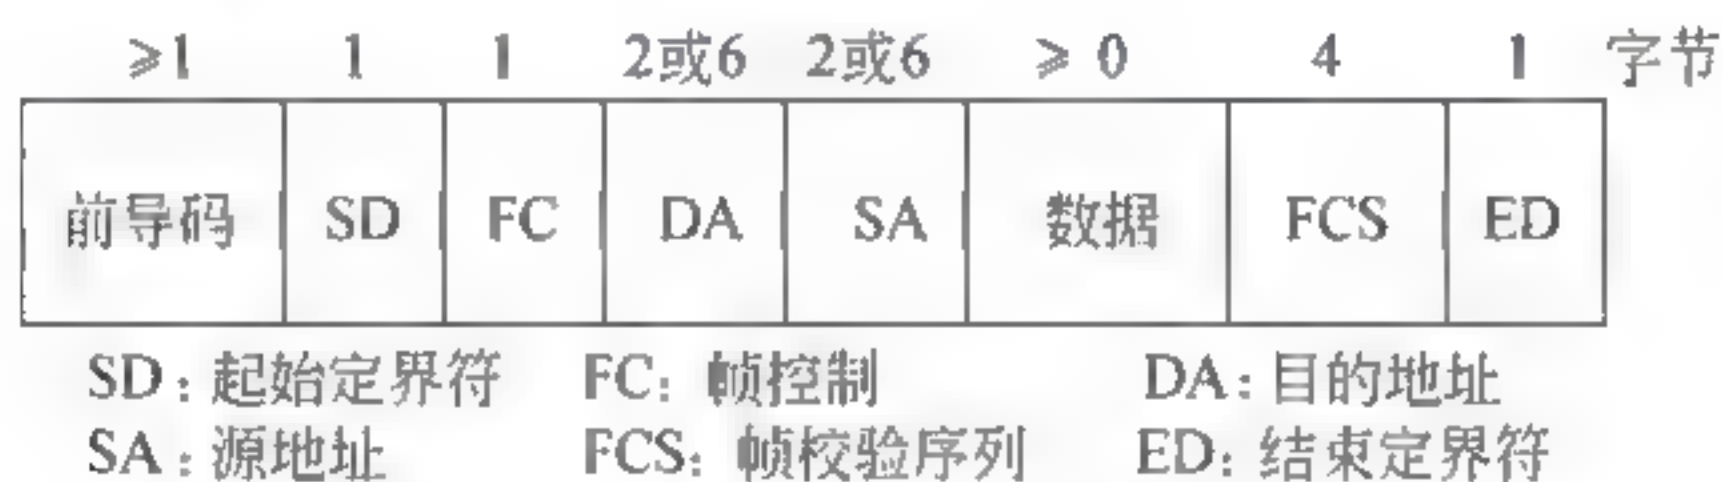 ≥1 1 1 2或6 2或6 ≥ 0 4 1 字节
前导码 SD FC DA SA 数据 FCS ED
SD：起始定界符 FC：帧控制 DA：目的地址
SA：源地址 FCS：帧校验序列 ED：结束定界符